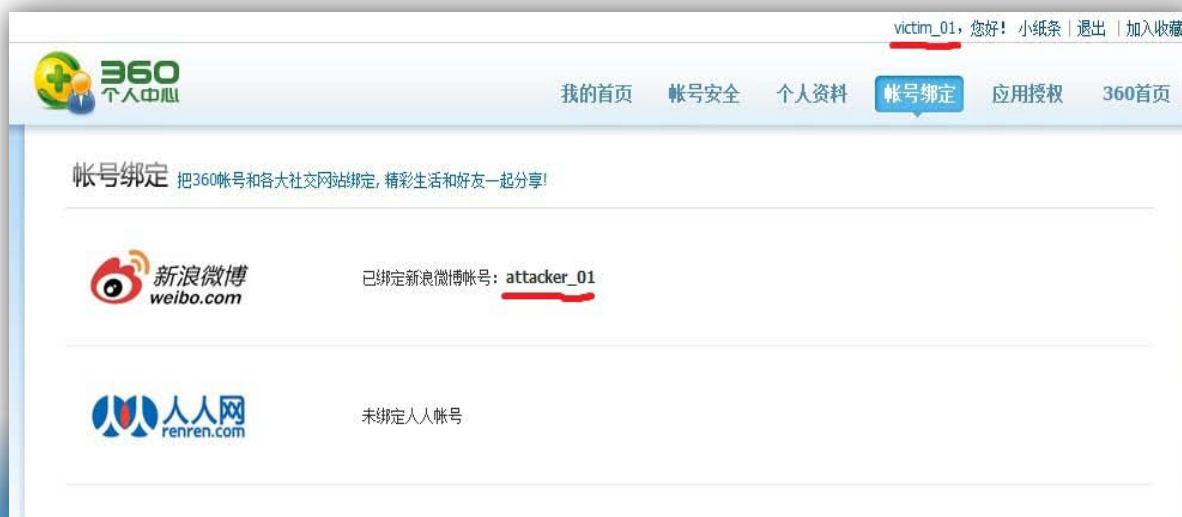 victim_01，您好！ 小纸条 | 退出 | 加入收藏
360
个人中心
我的首页 帐号安全 个人资料 帐号绑定 应用授权 360首页
帐号绑定 把360帐号和各大社交网站绑定, 精彩生活和好友一起分享!
新浪微博
weibo.com
已绑定新浪微博帐号：attacker_01
人人网
renren.com
未绑定人人帐号